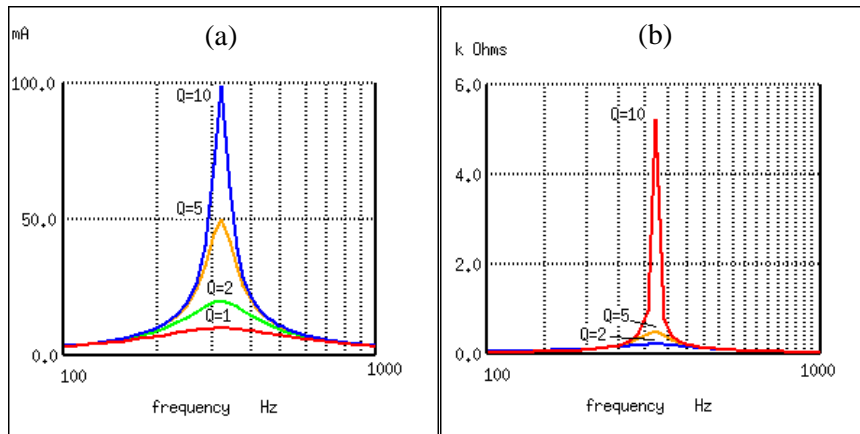 mA
(a)
100.0
Q=10
Q=5
50.0
Q=2
Q=1
0.0
100
1000
frequency Hz
(b)
k Ohms
6.0
Q=10
4.0
2.0
Q=5
Q=2
0.0
100
1000
frequency Hz